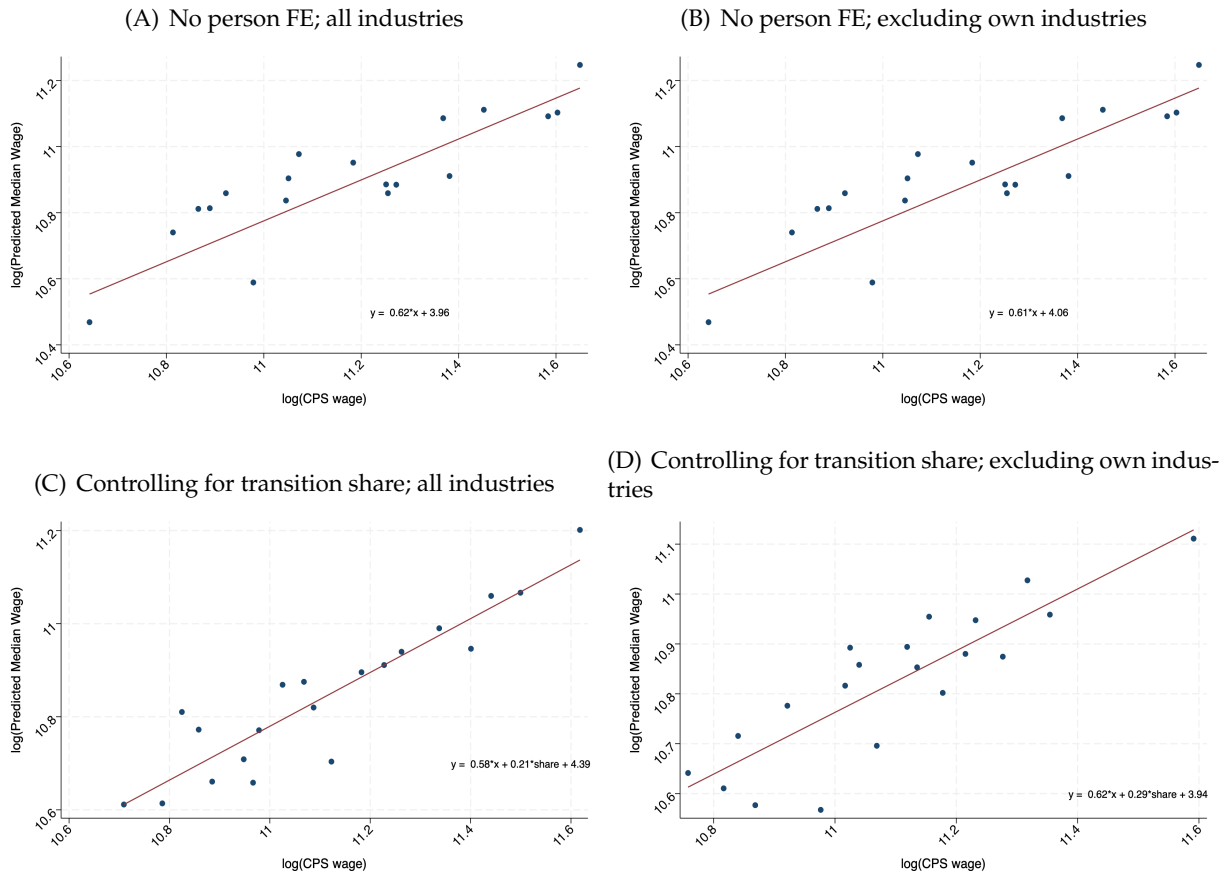 (A) No person FE; all industries
(B) No person FE; excluding own industries
log(Predicted Median Wage)
11.2
11
10.8
10.6
10.4
y = 0.62*x + 3.96
10.6
10.8
11
11.2
11.4
11.6
log(CPS wage)
log(Predicted Median Wage)
11.2
11
10.8
10.6
10.4
y = 0.61*x + 4.06
10.6
10.8
11
11.2
11.4
11.6
log(CPS wage)
(C) Controlling for transition share; all industries
(D) Controlling for transition share; excluding own indus-
tries
log(Predicted Median Wage)
11.2
11
10.8
10.6
y = 0.58*x + 0.21*share + 4.39
10.6
10.8
11
11.2
11.4
11.6
log(CPS wage)
log(Predicted Median Wage)
11.1
11
10.9
10.8
10.7
10.6
y = 0.62*x + 0.29*share + 3.94
10.8
11
11.2
11.4
11.6
log(CPS wage)